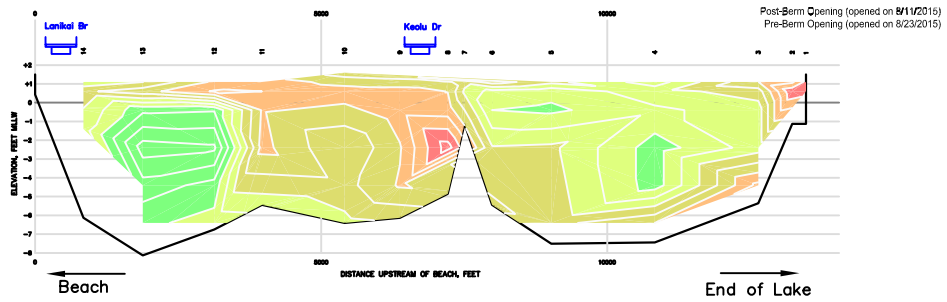 0 5000 10000
Post-Berm Opening (opened on 8/11/2015)
Pre-Berm Opening (opened on 8/23/2015)
Lanikai Br
Keolu Dr
14 13 12 11 10 9 8 7 6 5 4 3 2 1
+2
+1
0
-1
-2
-3
-4
-5
-6
-7
-8
ELEVATION, FEET MLLW
0 5000 10000
DISTANCE UPSTREAM OF BEACH, FEET
Beach
End of Lake